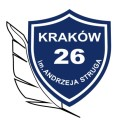 KRAKÓW
26
im ANDRZEJA STRUGA